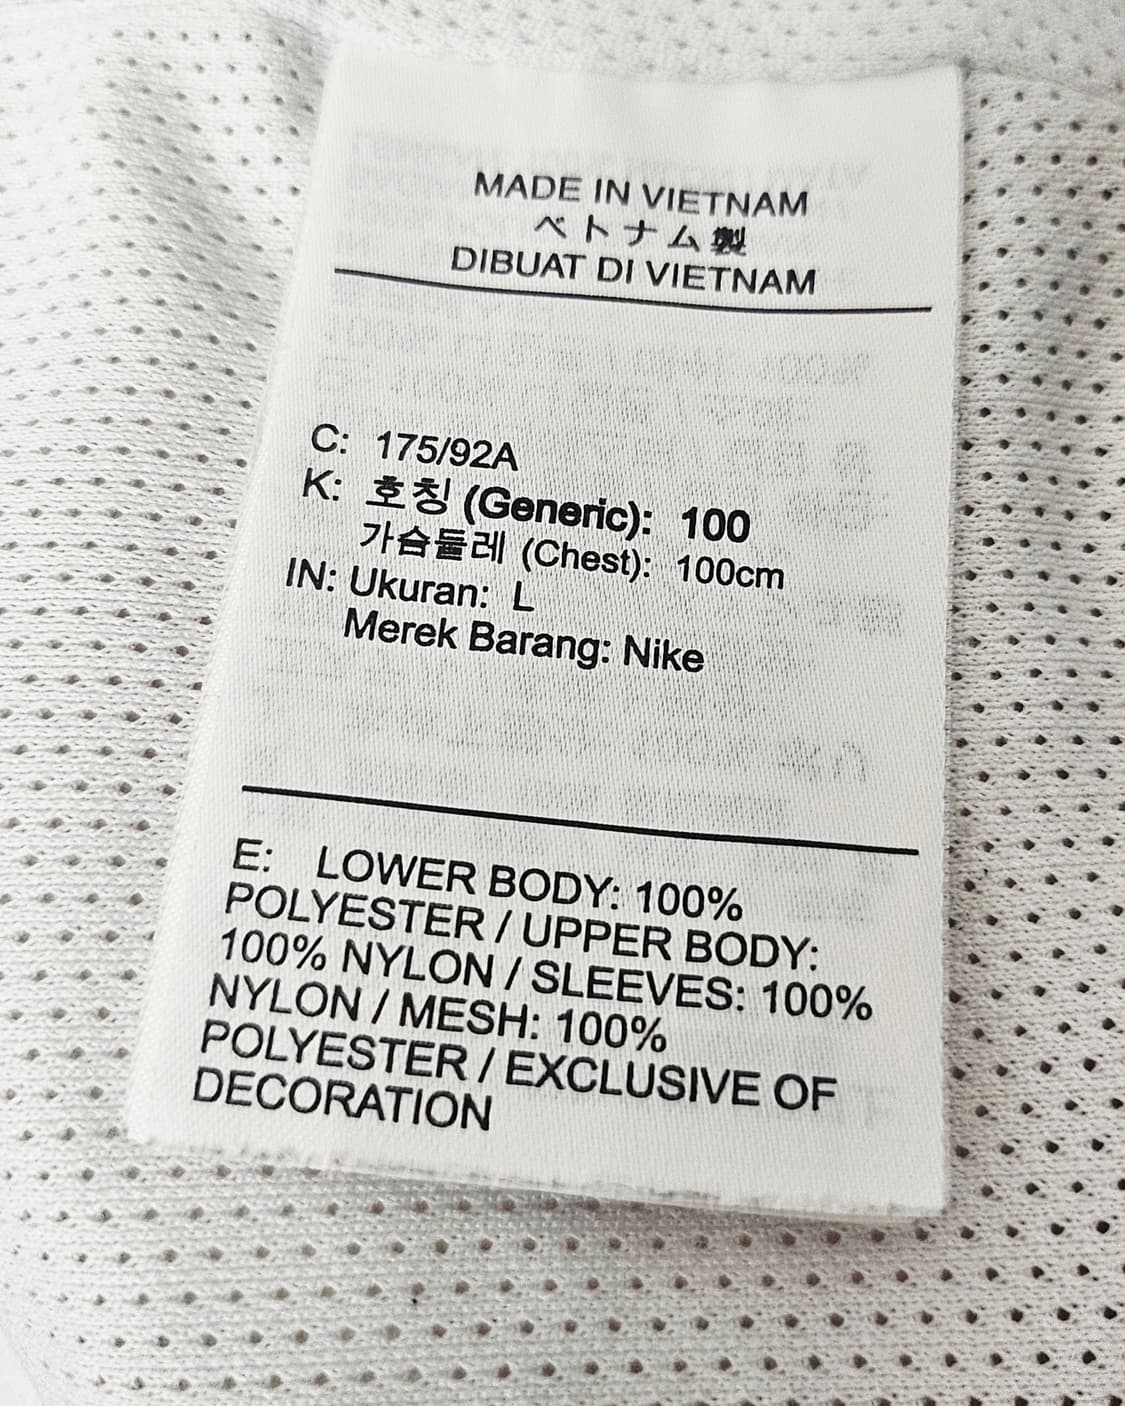 MADE IN VIETNAM
ベトナム製
DIBUAT DI VIETNAM
C: 175/92A
K: 호칭 (Generic): 100
가슴둘레 (Chest): 100cm
IN: Ukuran: L
Merek Barang: Nike
E: LOWER BODY: 100%
POLYESTER / UPPER BODY:
100% NYLON / SLEEVES: 100%
NYLON / MESH: 100%
POLYESTER / EXCLUSIVE OF
DECORATION